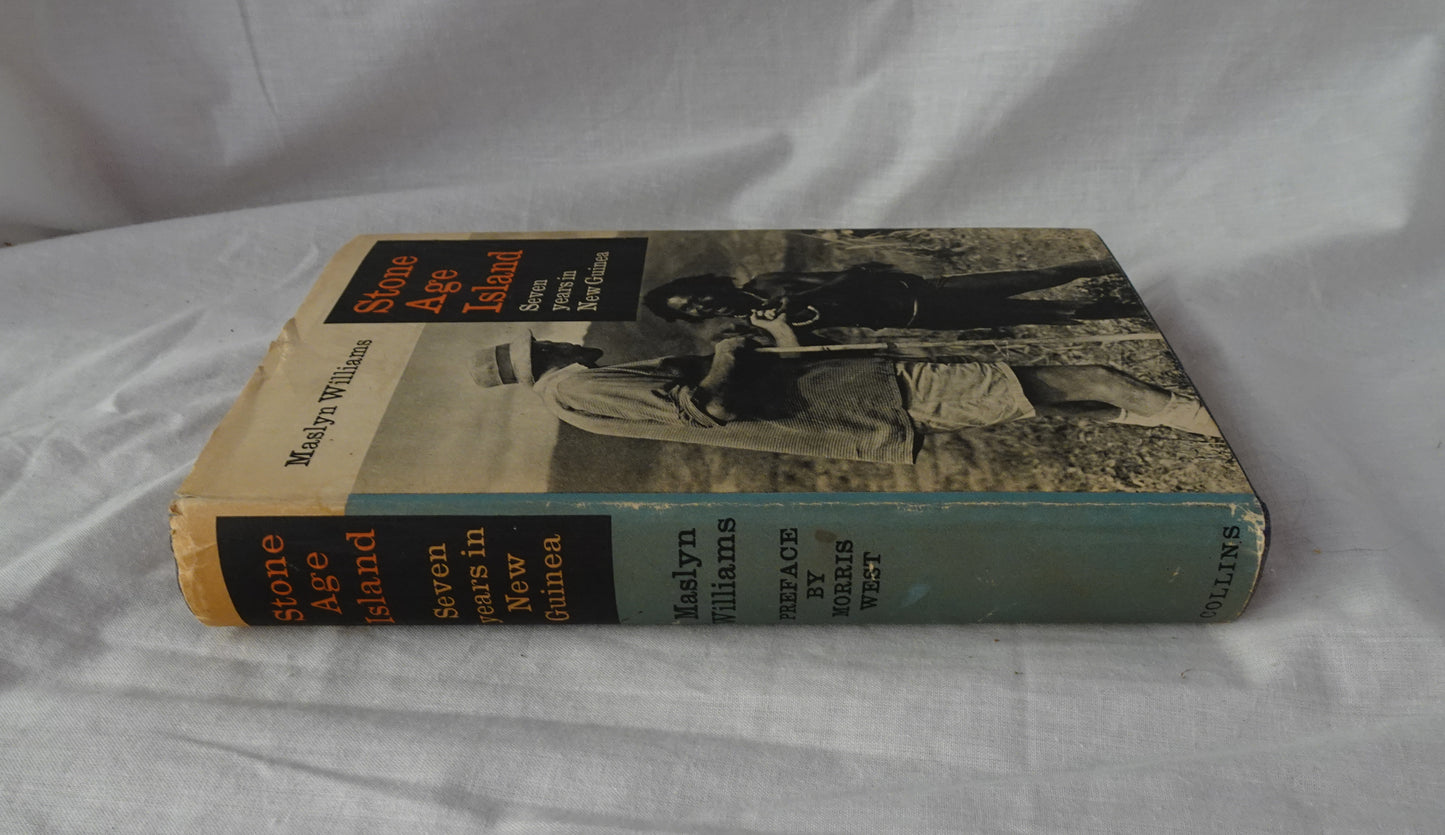 Stone
Age
Island
Seven
years in
New Guinea
Maslyn Williams
Stone
Age
Island
Seven
years in
New
Guinea
Maslyn
Williams
PREFACE
BY
MORRIS
WEST
COLLINS